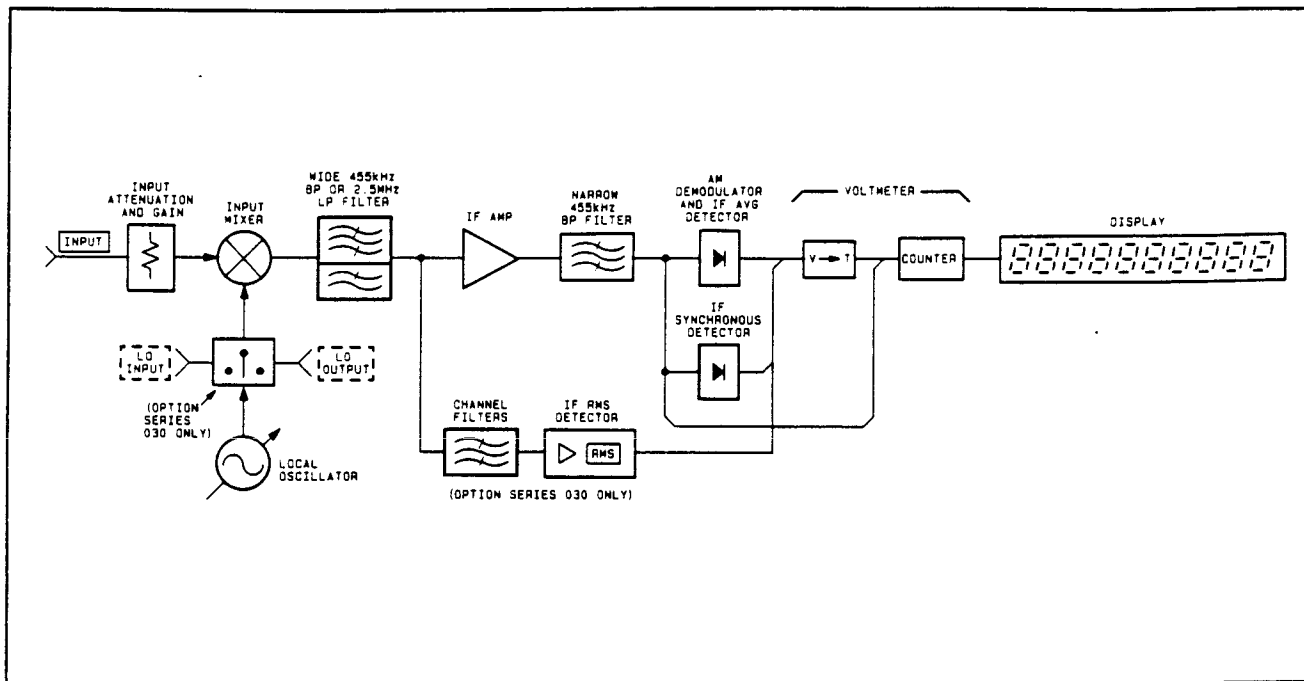 INPUT
INPUT
ATTENUATION
AND GAIN
INPUT
MIXER
WIDE 455kHz
BP OR 2.5MHz
LP FILTER
IF AMP
NARROW
455kHz
BP FILTER
AM
DEMODULATOR
AND IF AVG
DETECTOR
VOLTMETER
V→T
COUNTER
DISPLAY
8888888888
IF
SYNCHRONOUS
DETECTOR
LO
INPUT
LO
OUTPUT
(OPTION
SERIES
030 ONLY)
LOCAL
OSCILLATOR
CHANNEL
FILTERS
IF RMS
DETECTOR
RMS
(OPTION SERIES 030 ONLY)